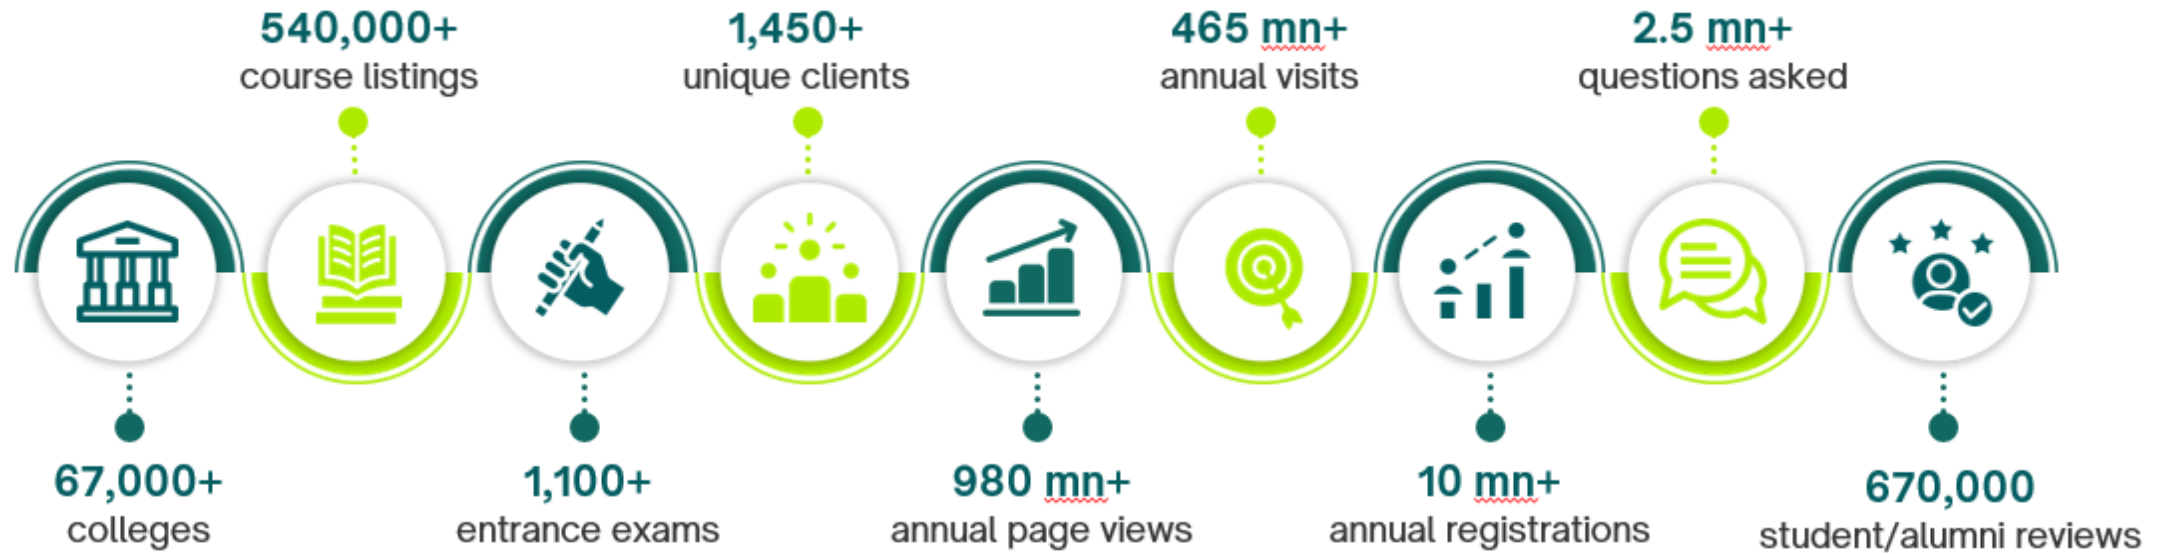 540,000+
course listings
1,450+
unique clients
465 mn+
annual visits
2.5 mn+
questions asked
67,000+
colleges
1,100+
entrance exams
980 mn+
annual page views
10 mn+
annual registrations
670,000
student/alumni reviews